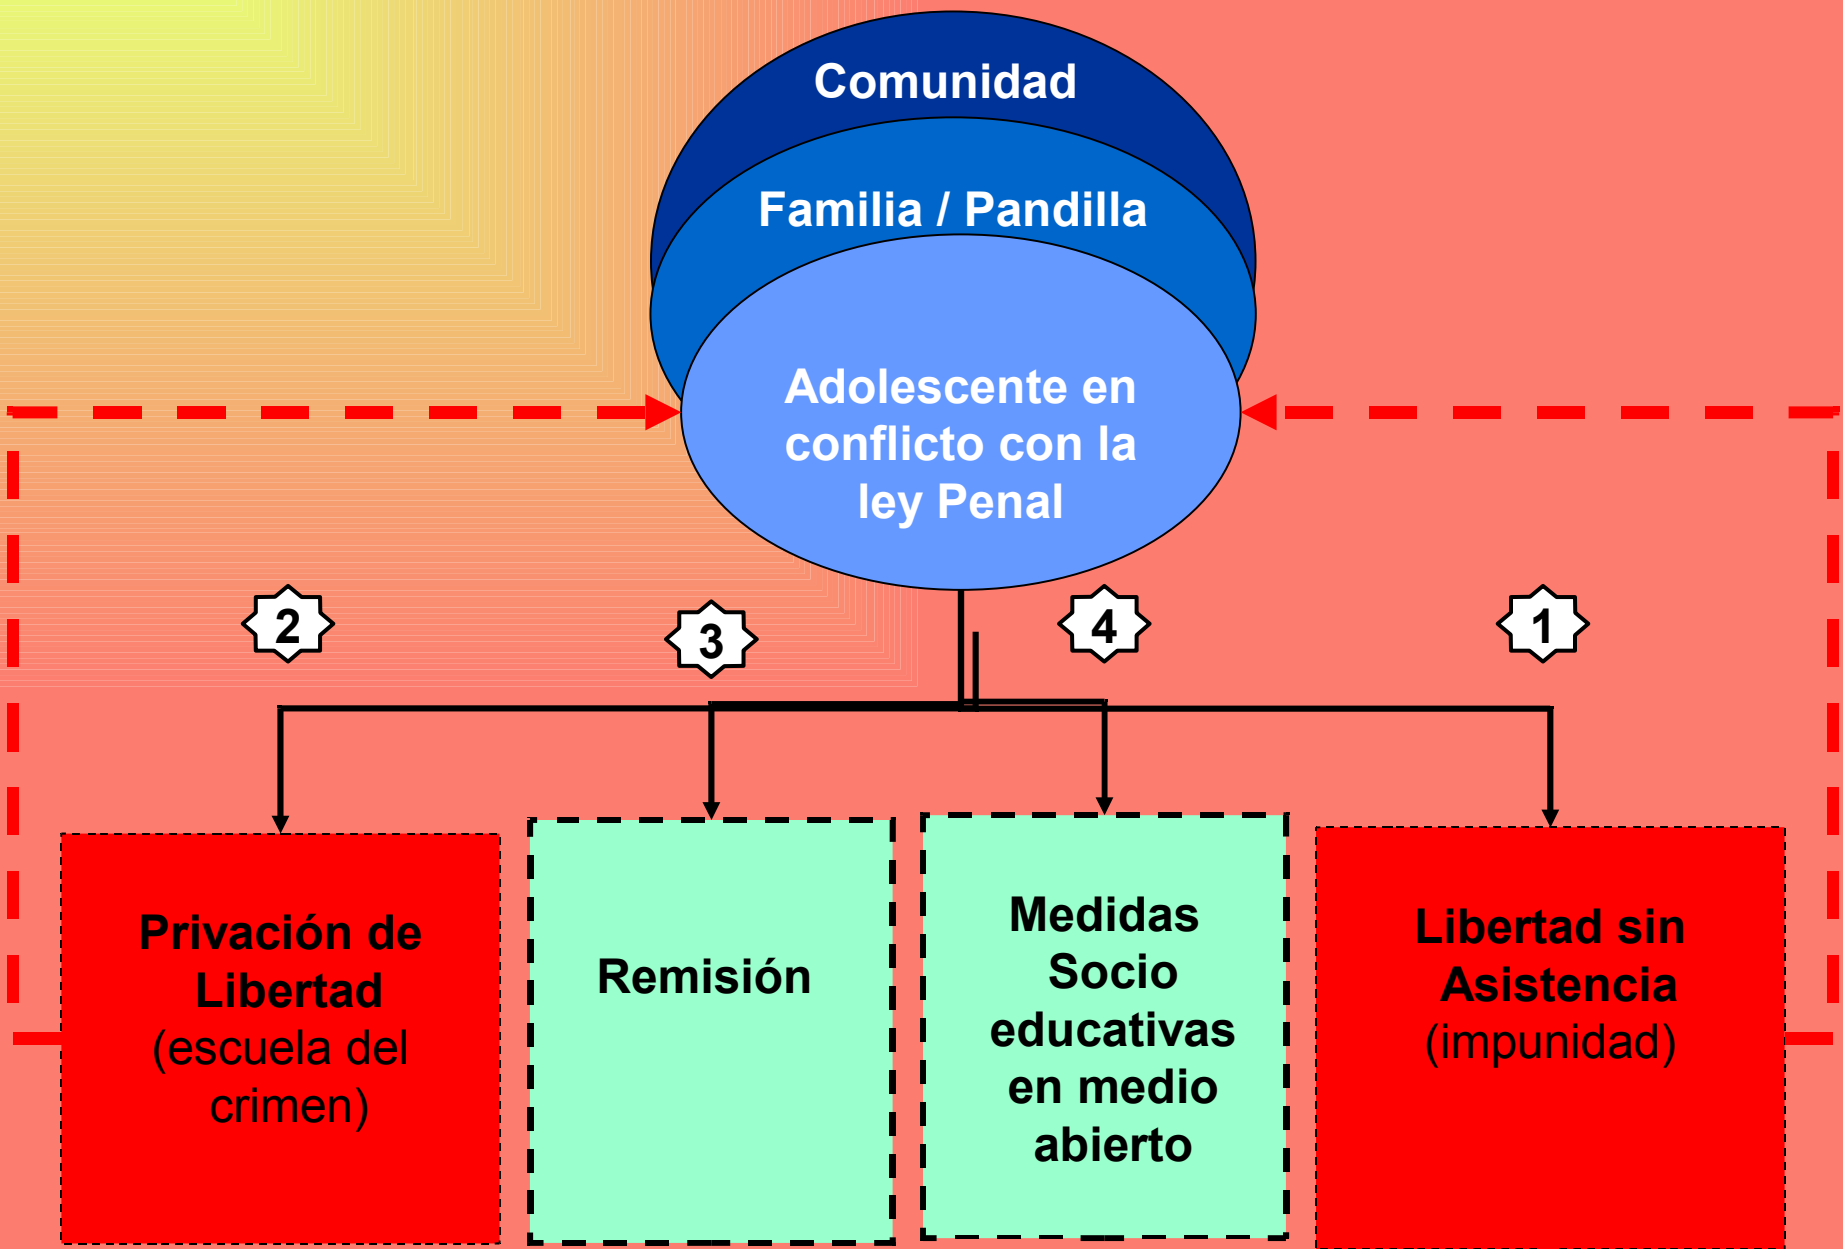 Comunidad
Familia / Pandilla
Adolescente en
conflicto con la
ley Penal
2
3
4
1
Privación de
Libertad
(escuela del
crimen)
Remisión
Medidas
Socio
educativas
en medio
abierto
Libertad sin
Asistencia
(impunidad)